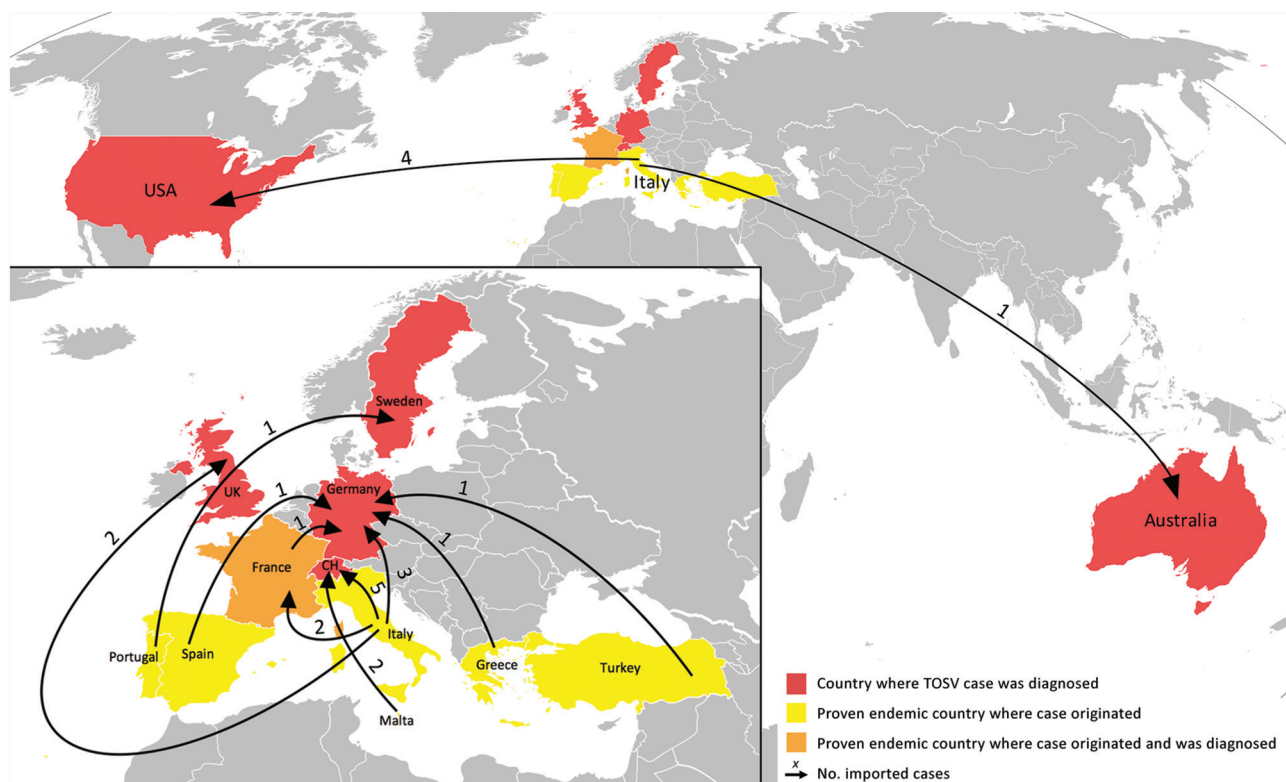 4
USA
Italy
1
Australia
Sweden
1
2
UK
1
Germany
1
1
1
France
CH
5
3
2
Italy
2
Portugal
Spain
Greece
Turkey
Malta
Country where TOSV case was diagnosed
Proven endemic country where case originated
Proven endemic country where case originated and was diagnosed
x
No. imported cases